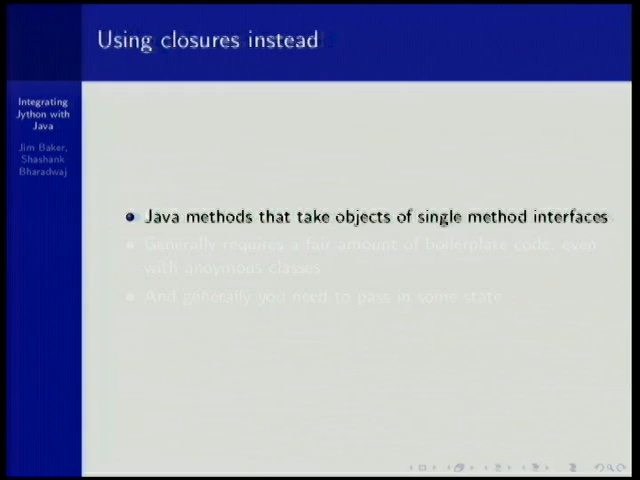 Using closures instead
Integrating
Jython with
Java
Jim Baker,
Shashank
Bharadwaj
Java methods that take objects of single method interfaces
Generally requires a fair amount of boilerplate code, even
with anoymous classes
And generally you need to pass in some state